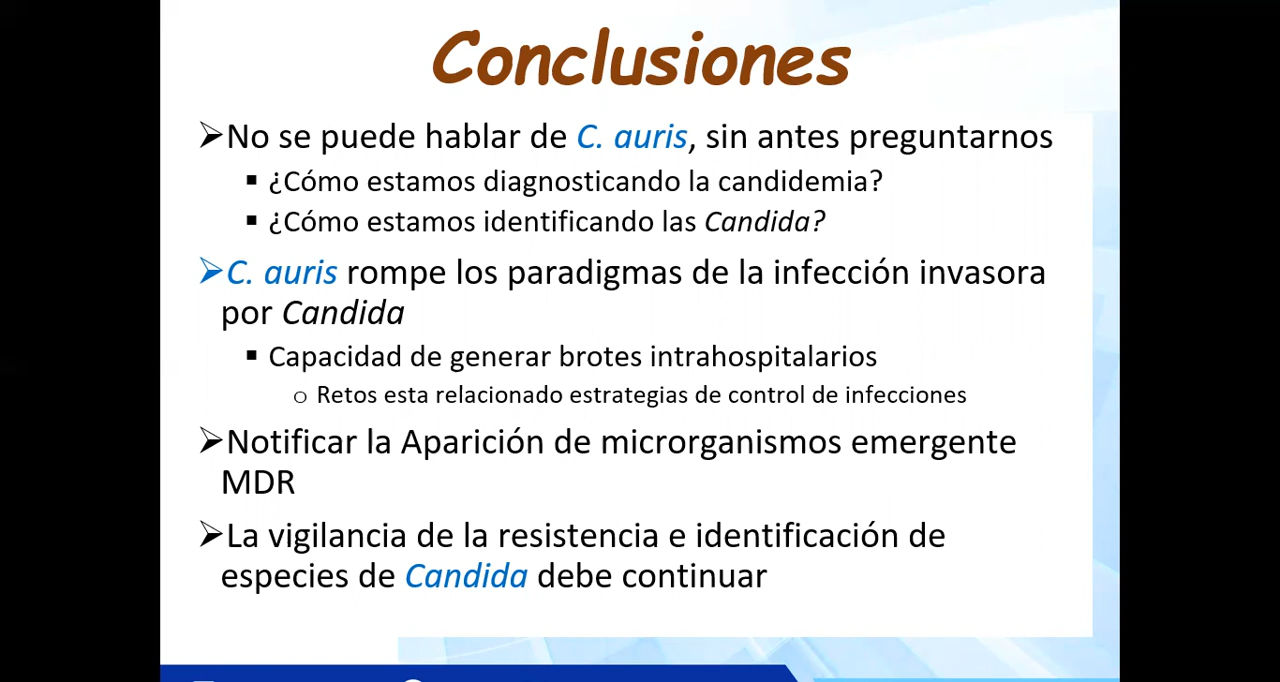 Conclusiones
➢No se puede hablar de C. auris, sin antes preguntarnos
▪ ¿Cómo estamos diagnosticando la candidemia?
▪ ¿Cómo estamos identificando las Candida?
➢C. auris rompe los paradigmas de la infección invasora
por Candida
▪ Capacidad de generar brotes intrahospitalarios
o Retos esta relacionado estrategias de control de infecciones
➢Notificar la Aparición de microrganismos emergente
MDR
➢La vigilancia de la resistencia e identificación de
especies de Candida debe continuar